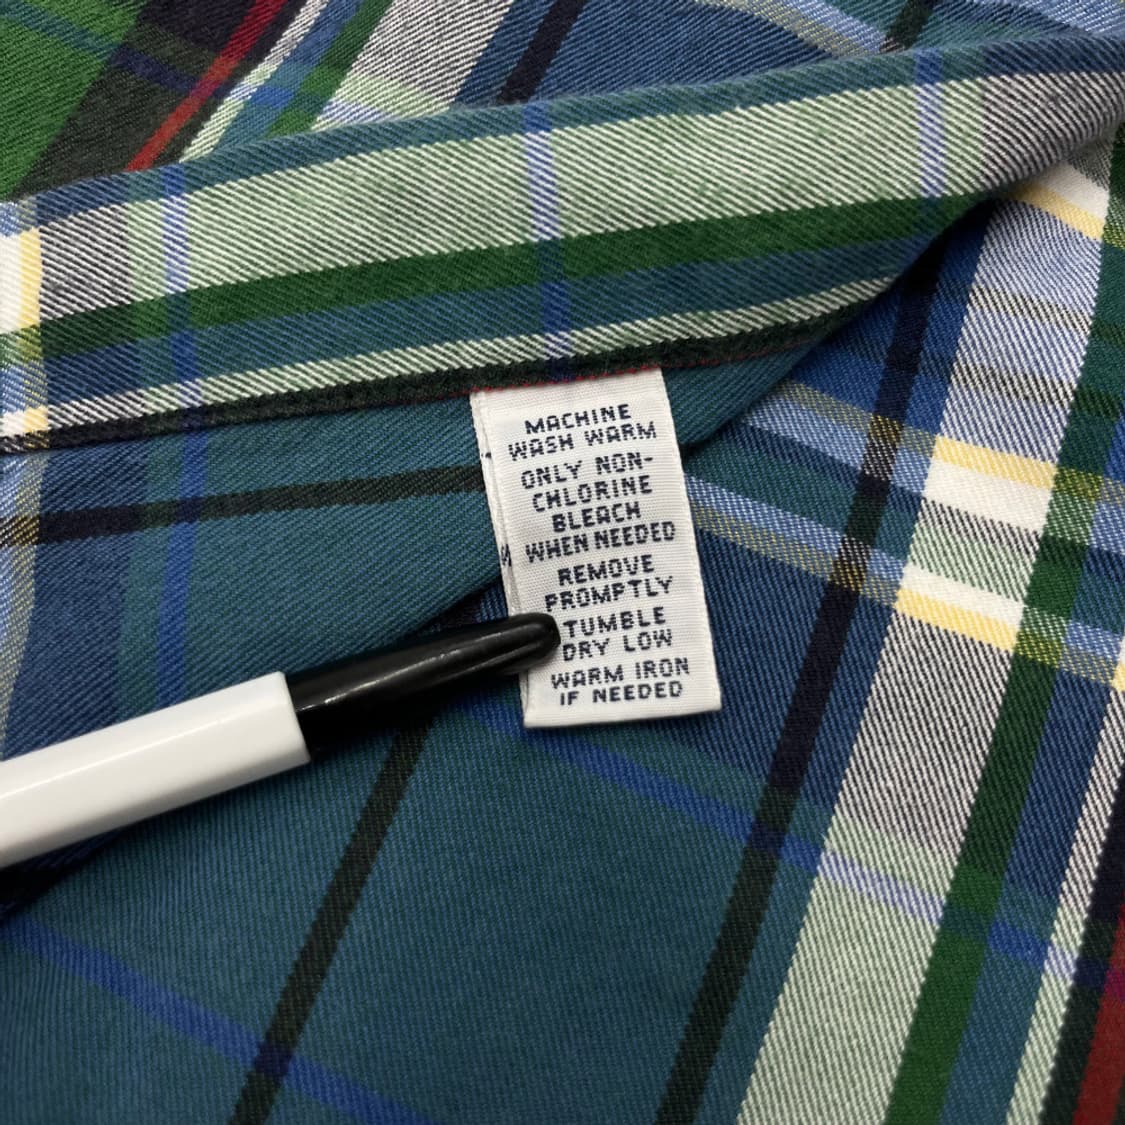 MACHINE
WASH WARM
ONLY NON-
CHLORINE
BLEACH
WHEN NEEDED
REMOVE
PROMPTLY
TUMBLE
DRY LOW
WARM IRON
IF NEEDED